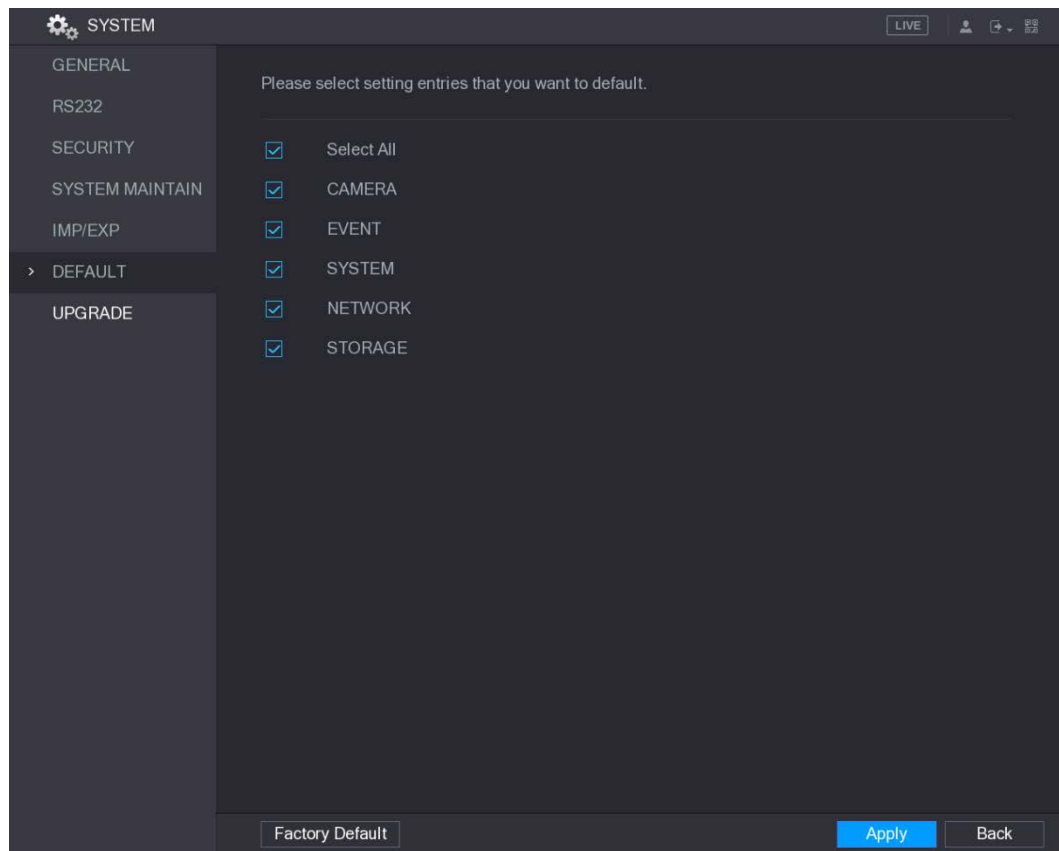 SYSTEM
LIVE
GENERAL
RS232
SECURITY
SYSTEM MAINTAIN
IMP/EXP
> DEFAULT
UPGRADE
Please select setting entries that you want to default.
Select All
CAMERA
EVENT
SYSTEM
NETWORK
STORAGE
Factory Default
Apply
Back